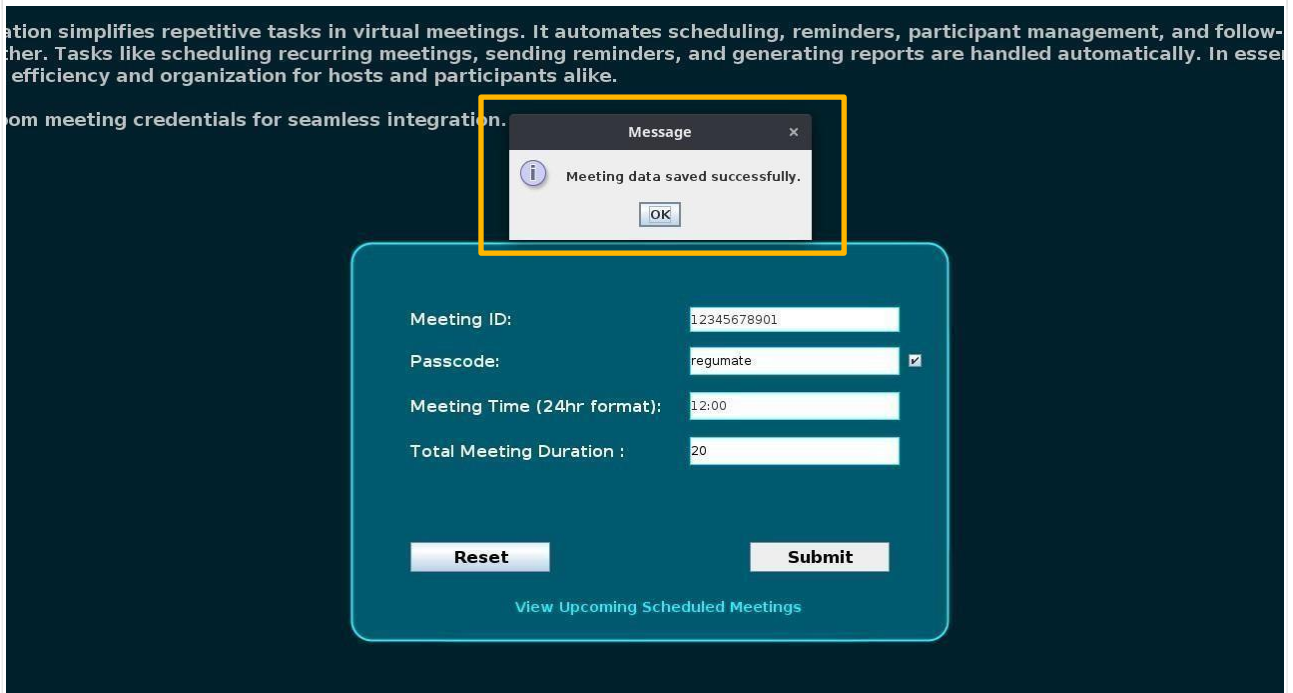 ation simplifies repetitive tasks in virtual meetings. It automates scheduling, reminders, participant management, and follow-
ther. Tasks like scheduling recurring meetings, sending reminders, and generating reports are handled automatically. In esse
efficiency and organization for hosts and participants alike.
oom meeting credentials for seamless integration.
Message ×
i Meeting data saved successfully.
OK
Meeting ID: 12345678901
Passcode: regumate
Meeting Time (24hr format): 12:00
Total Meeting Duration : 20
Reset Submit
View Upcoming Scheduled Meetings